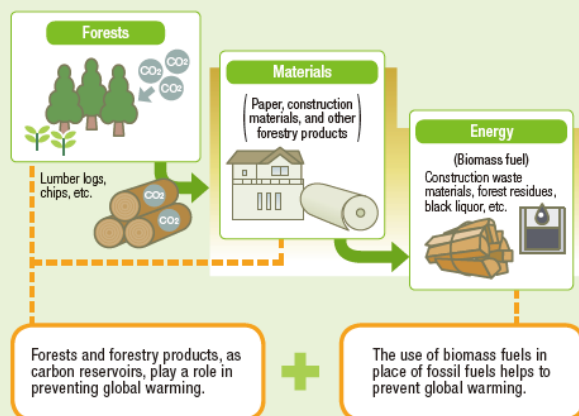 Forests
CO2
CO2
CO2
Lumber logs,
chips, etc.
CO2
CO2
Materials
(Paper, construction
materials, and other
forestry products)
Energy
(Biomass fuel)
Construction waste
materials, forest residues,
black liquor, etc.
Forests and forestry products, as
carbon reservoirs, play a role in
preventing global warming.
+
The use of biomass fuels in
place of fossil fuels helps to
prevent global warming.